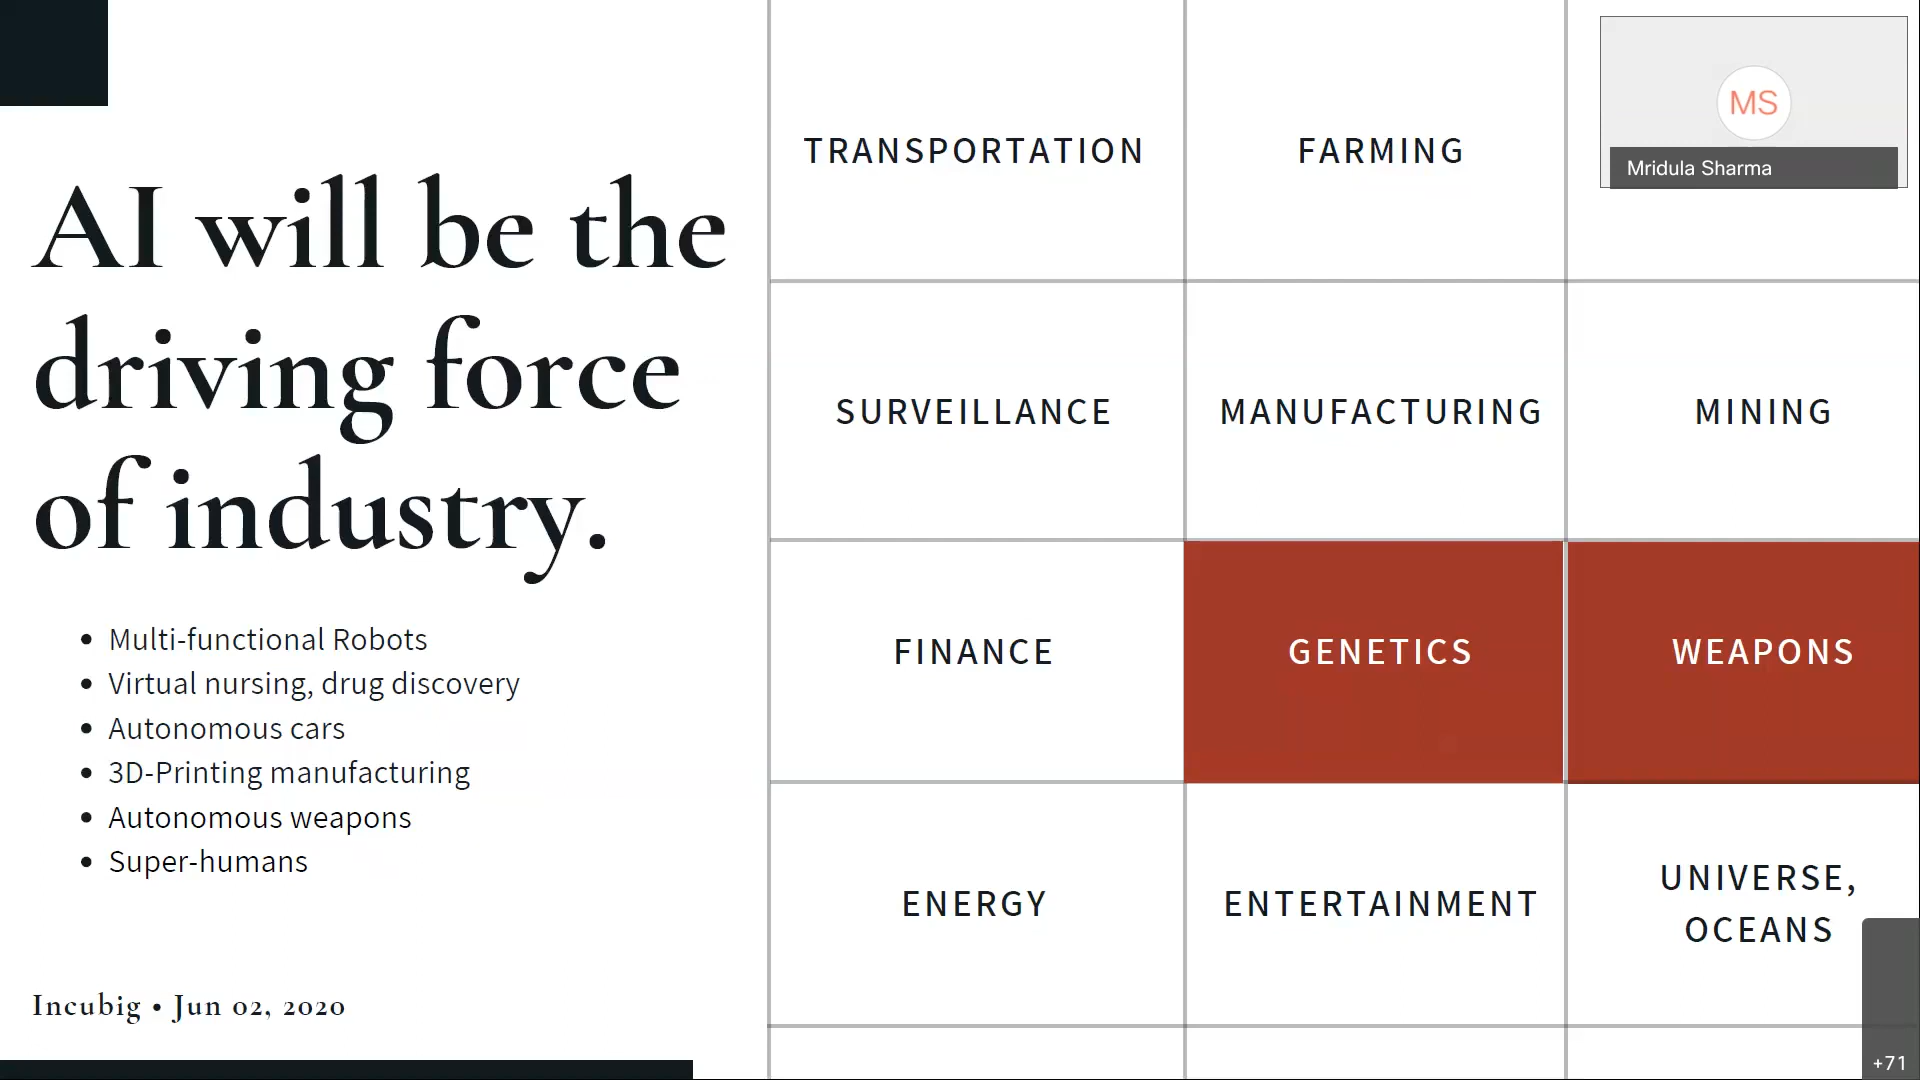 AI will be the
driving force
of industry.
Multi-functional Robots
Virtual nursing, drug discovery
Autonomous cars
3D-Printing manufacturing
Autonomous weapons
Super-humans
Incubig • Jun 02, 2020
TRANSPORTATION
FARMING
MS
Mridula Sharma
SURVEILLANCE
MANUFACTURING
MINING
FINANCE
GENETICS
WEAPONS
ENERGY
ENTERTAINMENT
UNIVERSE,
OCEANS
+71